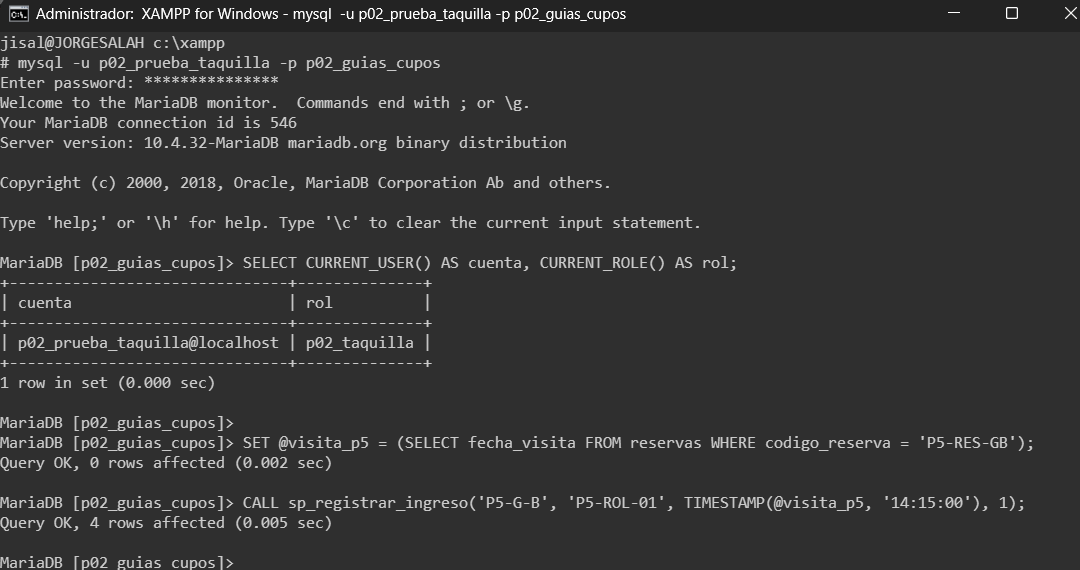 Administrador: XAMPP for Windows - mysql -u p02_prueba_taquilla -p p02_guias_cupos
jisal@JORGESALAH c:\xampp
# mysql -u p02_prueba_taquilla -p p02_guias_cupos
Enter password: ***************
Welcome to the MariaDB monitor.  Commands end with ; or \g.
Your MariaDB connection id is 546
Server version: 10.4.32-MariaDB mariadb.org binary distribution

Copyright (c) 2000, 2018, Oracle, MariaDB Corporation Ab and others.

Type 'help;' or '\h' for help. Type '\c' to clear the current input statement.

MariaDB [p02_guias_cupos]> SELECT CURRENT_USER() AS cuenta, CURRENT_ROLE() AS rol;
+-------------------------------+--------------+
| cuenta                        | rol          |
+-------------------------------+--------------+
| p02_prueba_taquilla@localhost | p02_taquilla |
+-------------------------------+--------------+
1 row in set (0.000 sec)

MariaDB [p02_guias_cupos]>
MariaDB [p02_guias_cupos]> SET @visita_p5 = (SELECT fecha_visita FROM reservas WHERE codigo_reserva = 'P5-RES-GB');
Query OK, 0 rows affected (0.002 sec)

MariaDB [p02_guias_cupos]> CALL sp_registrar_ingreso('P5-G-B', 'P5-ROL-01', TIMESTAMP(@visita_p5, '14:15:00'), 1);
Query OK, 4 rows affected (0.005 sec)

MariaDB [p02_guias_cupos]>